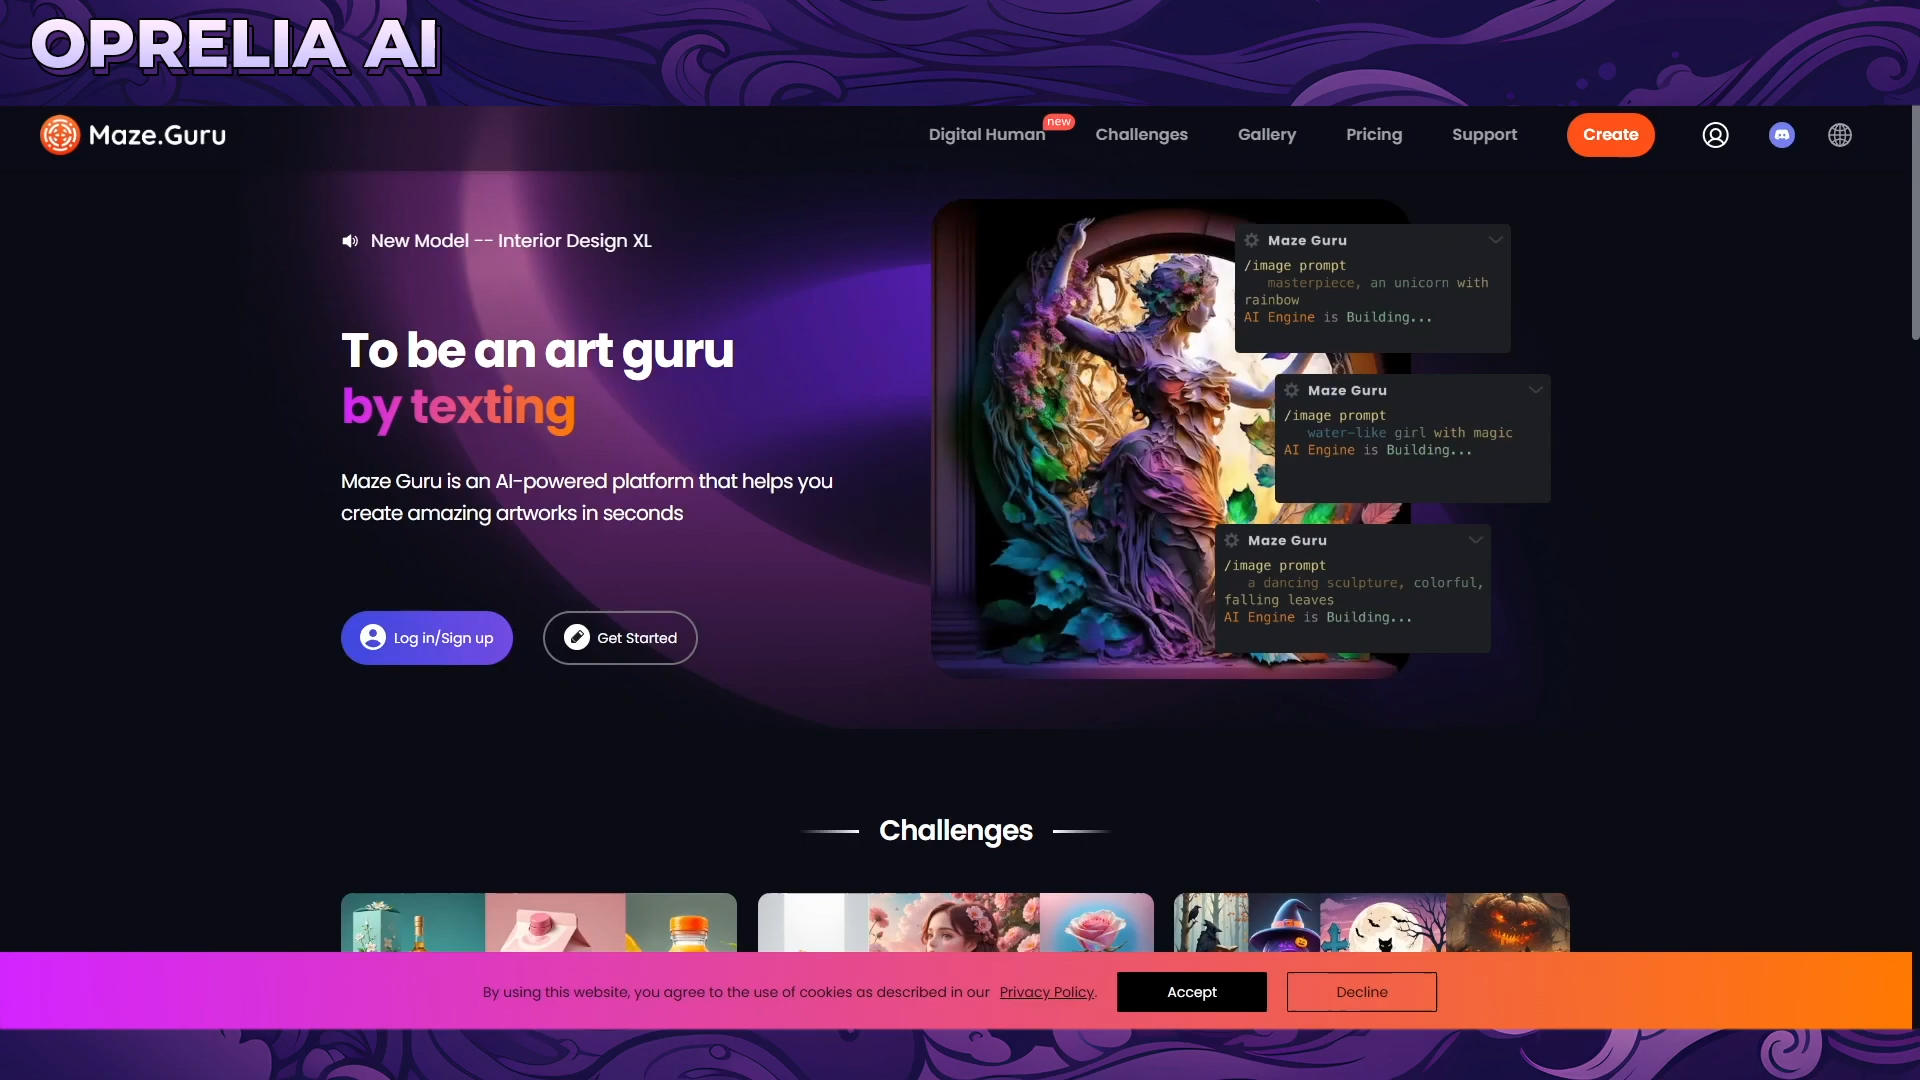 OPRELIA AI
Maze.Guru
Digital Human
new
Challenges
Gallery
Pricing
Support
Create
New Model -- Interior Design XL
To be an art guru
by texting
Maze Guru is an AI-powered platform that helps you
create amazing artworks in seconds
Log in/Sign up
Get Started
Maze Guru
/image prompt
masterpiece, an unicorn with
rainbow
AI Engine is Building...
Maze Guru
/image prompt
water-like girl with magic
AI Engine is Building...
Maze Guru
/image prompt
a dancing sculpture, colorful,
falling leaves
AI Engine is Building...
Challenges
By using this website, you agree to the use of cookies as described in our Privacy Policy.
Accept
Decline